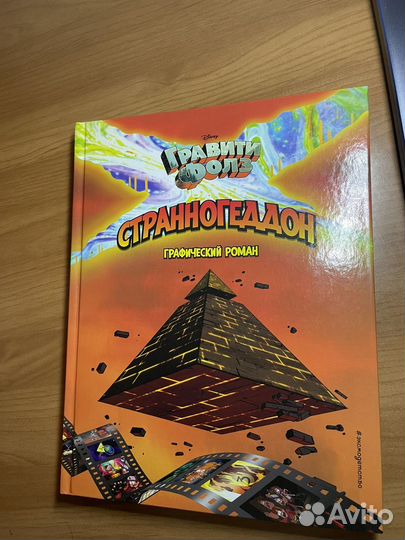 Disney
ГРАВИТИ
ФОЛЗ
СТРАННОГЕДДОН
ГРАФИЧЕСКИЙ РОМАН
#эксмодетство
Avito